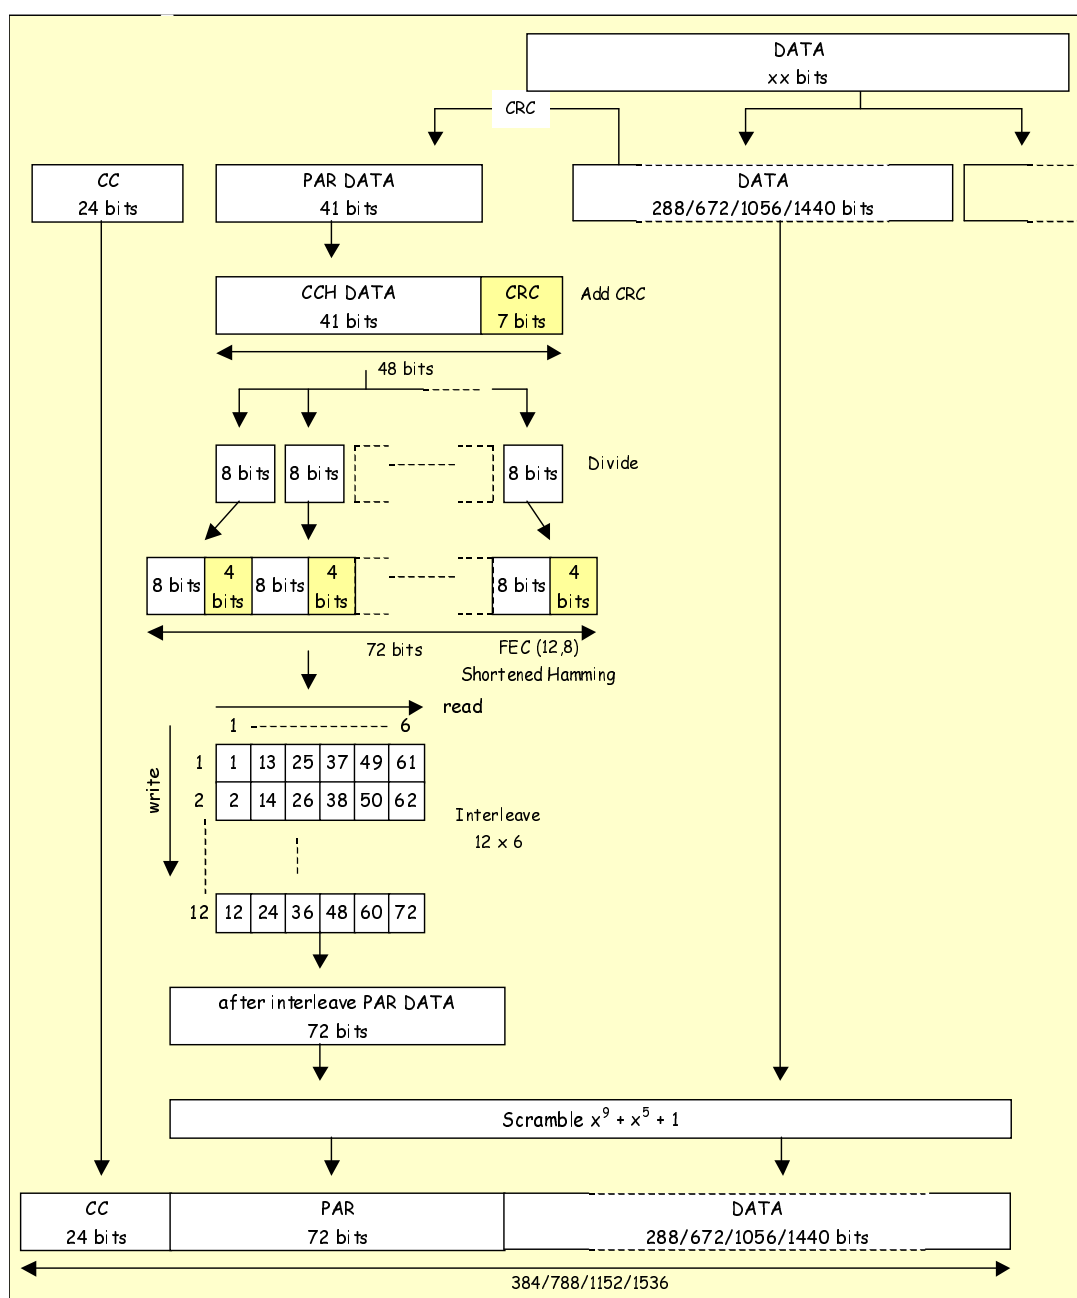 DATA
xx bits
CRC
CC
24 bits
PAR DATA
41 bits
DATA
288/672/1056/1440 bits
CCH DATA
41 bits
CRC
7 bits
Add CRC
48 bits
8 bits
8 bits
8 bits
Divide
8 bits
4
bits
8 bits
4
bits
8 bits
4
bits
72 bits
FEC (12,8)
Shortened Hamming
read
1 6
write
1 1 13 25 37 49 61
2 2 14 26 38 50 62
Interleave
12 x 6
12 12 24 36 48 60 72
after interleave PAR DATA
72 bits
Scramble x⁹ + x⁵ + 1
CC
24 bits
PAR
72 bits
DATA
288/672/1056/1440 bits
384/788/1152/1536